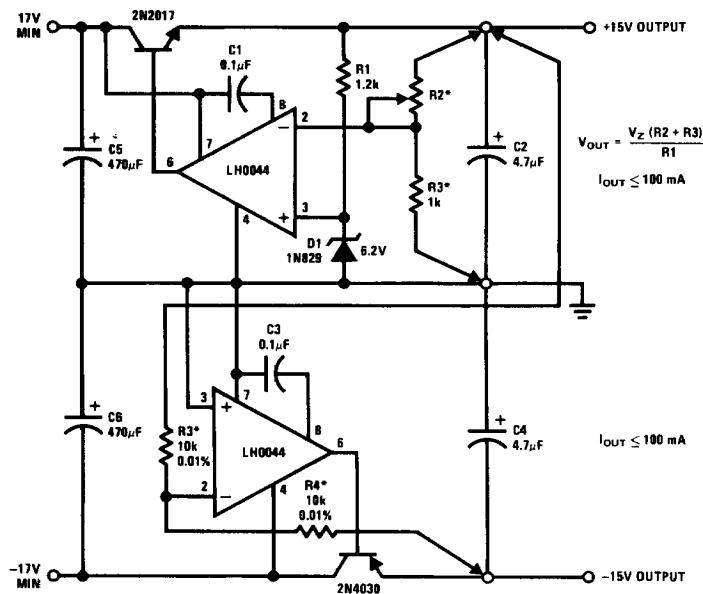 17V
MIN
2N2017
+15V OUTPUT
C1
0.1µF
R1
1.2k
8
R2*
2
7
C5
470µF
6
LH0044
C2
4.7µF
V_OUT = V_Z (R2 + R3) / R1
I_OUT ≤ 100 mA
R3*
1k
3
4
D1
1N829
6.2V
C3
0.1µF
3
7
C6
470µF
R3*
10k
0.01%
8
6
LH0044
C4
4.7µF
I_OUT ≤ 100 mA
2
4
R4*
10k
0.01%
–17V
MIN
2N4030
–15V OUTPUT